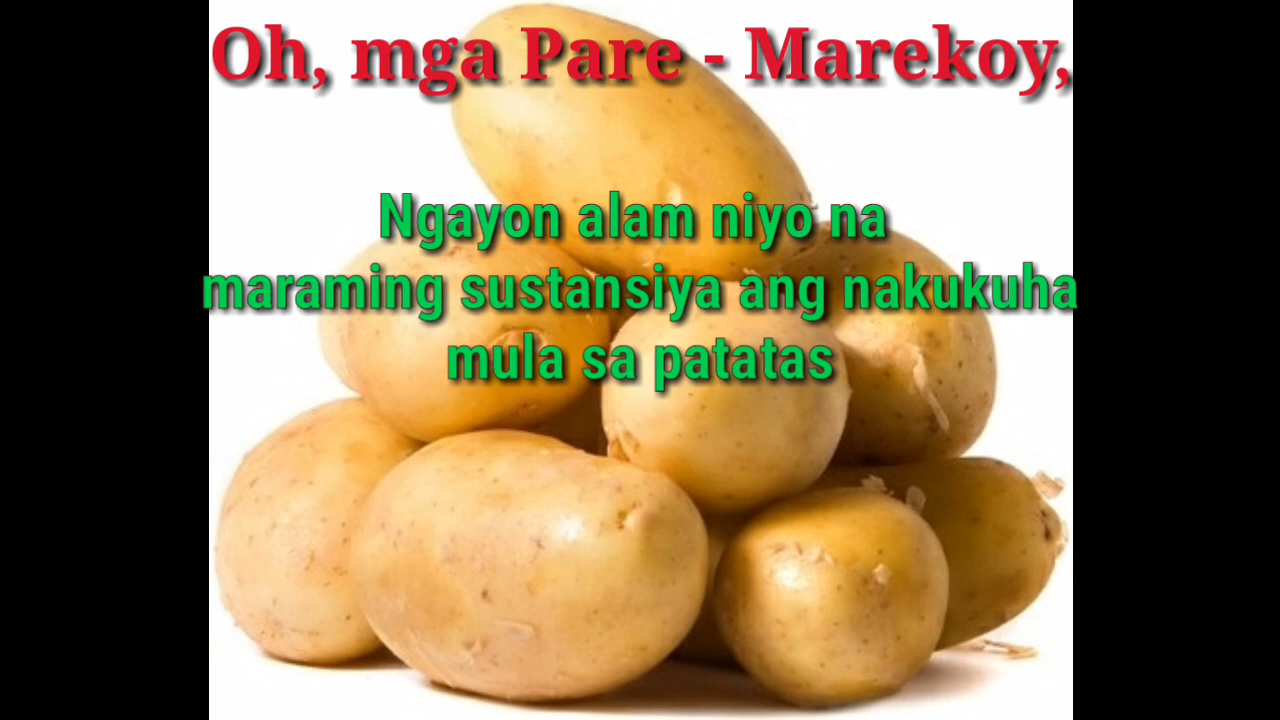 Oh, mga Pare - Marekoy,
Ngayon alam niyo na
maraming sustansiya ang nakukuha
mula sa patatas